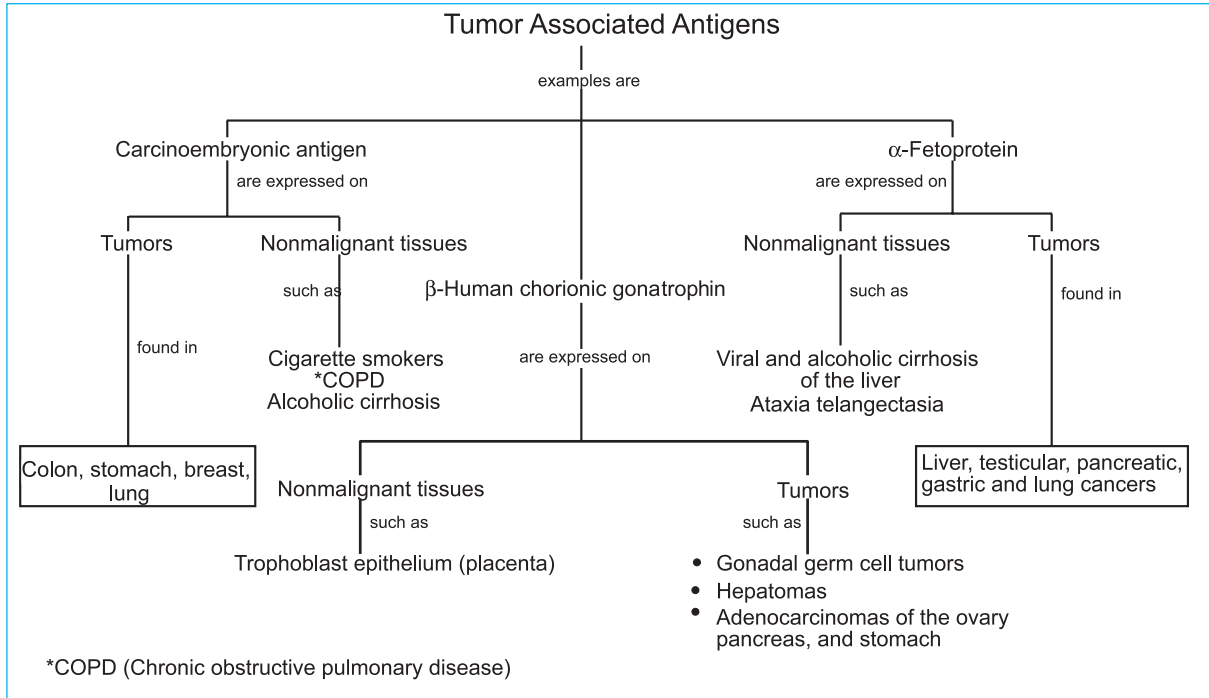 Tumor Associated Antigens
examples are
Carcinoembryonic antigen
are expressed on
Tumors
found in
Colon, stomach, breast,
lung
Nonmalignant tissues
such as
Cigarette smokers
*COPD
Alcoholic cirrhosis
β-Human chorionic gonatrophin
are expressed on
Nonmalignant tissues
such as
Trophoblast epithelium (placenta)
Tumors
such as
• Gonadal germ cell tumors
• Hepatomas
• Adenocarcinomas of the ovary
pancreas, and stomach
α-Fetoprotein
are expressed on
Nonmalignant tissues
such as
Viral and alcoholic cirrhosis
of the liver
Ataxia telangectasia
Tumors
found in
Liver, testicular, pancreatic,
gastric and lung cancers
*COPD (Chronic obstructive pulmonary disease)